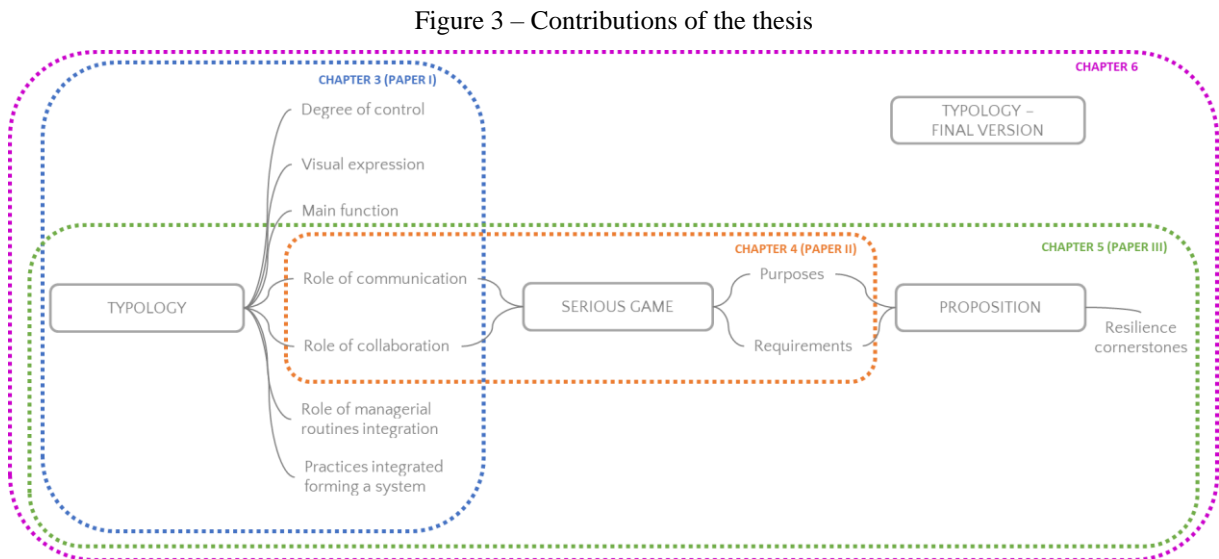 Figure 3 – Contributions of the thesis
CHAPTER 6
CHAPTER 3 (PAPER I)
Degree of control
TYPOLOGY –
FINAL VERSION
Visual expression
Main function
CHAPTER 4 (PAPER II)
CHAPTER 5 (PAPER III)
Role of communication
Purposes
TYPOLOGY
SERIOUS GAME
PROPOSITION
Resilience
cornerstones
Role of collaboration
Requirements
Role of managerial
routines integration
Practices integrated
forming a system